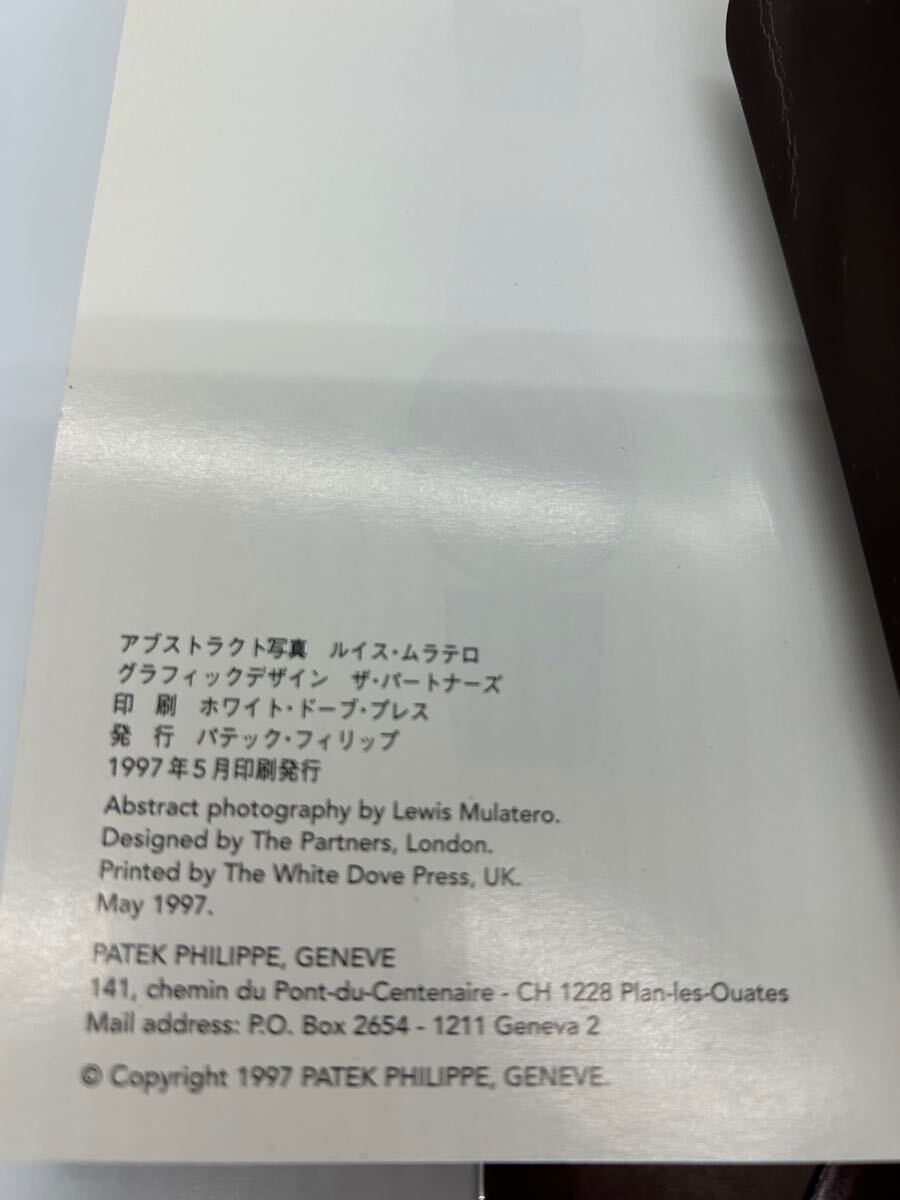 アブストラクト写真　ルイス・ムラテロ
グラフィックデザイン　ザ・パートナーズ
印　刷　ホワイト・ドーブ・プレス
発　行　パテック・フィリップ
1997年5月印刷発行
Abstract photography by Lewis Mulatero.
Designed by The Partners, London.
Printed by The White Dove Press, UK.
May 1997.
PATEK PHILIPPE, GENEVE
141, chemin du Pont-du-Centenaire - CH 1228 Plan-les-Ouates
Mail address: P.O. Box 2654 - 1211 Geneva 2
© Copyright 1997 PATEK PHILIPPE, GENEVE.